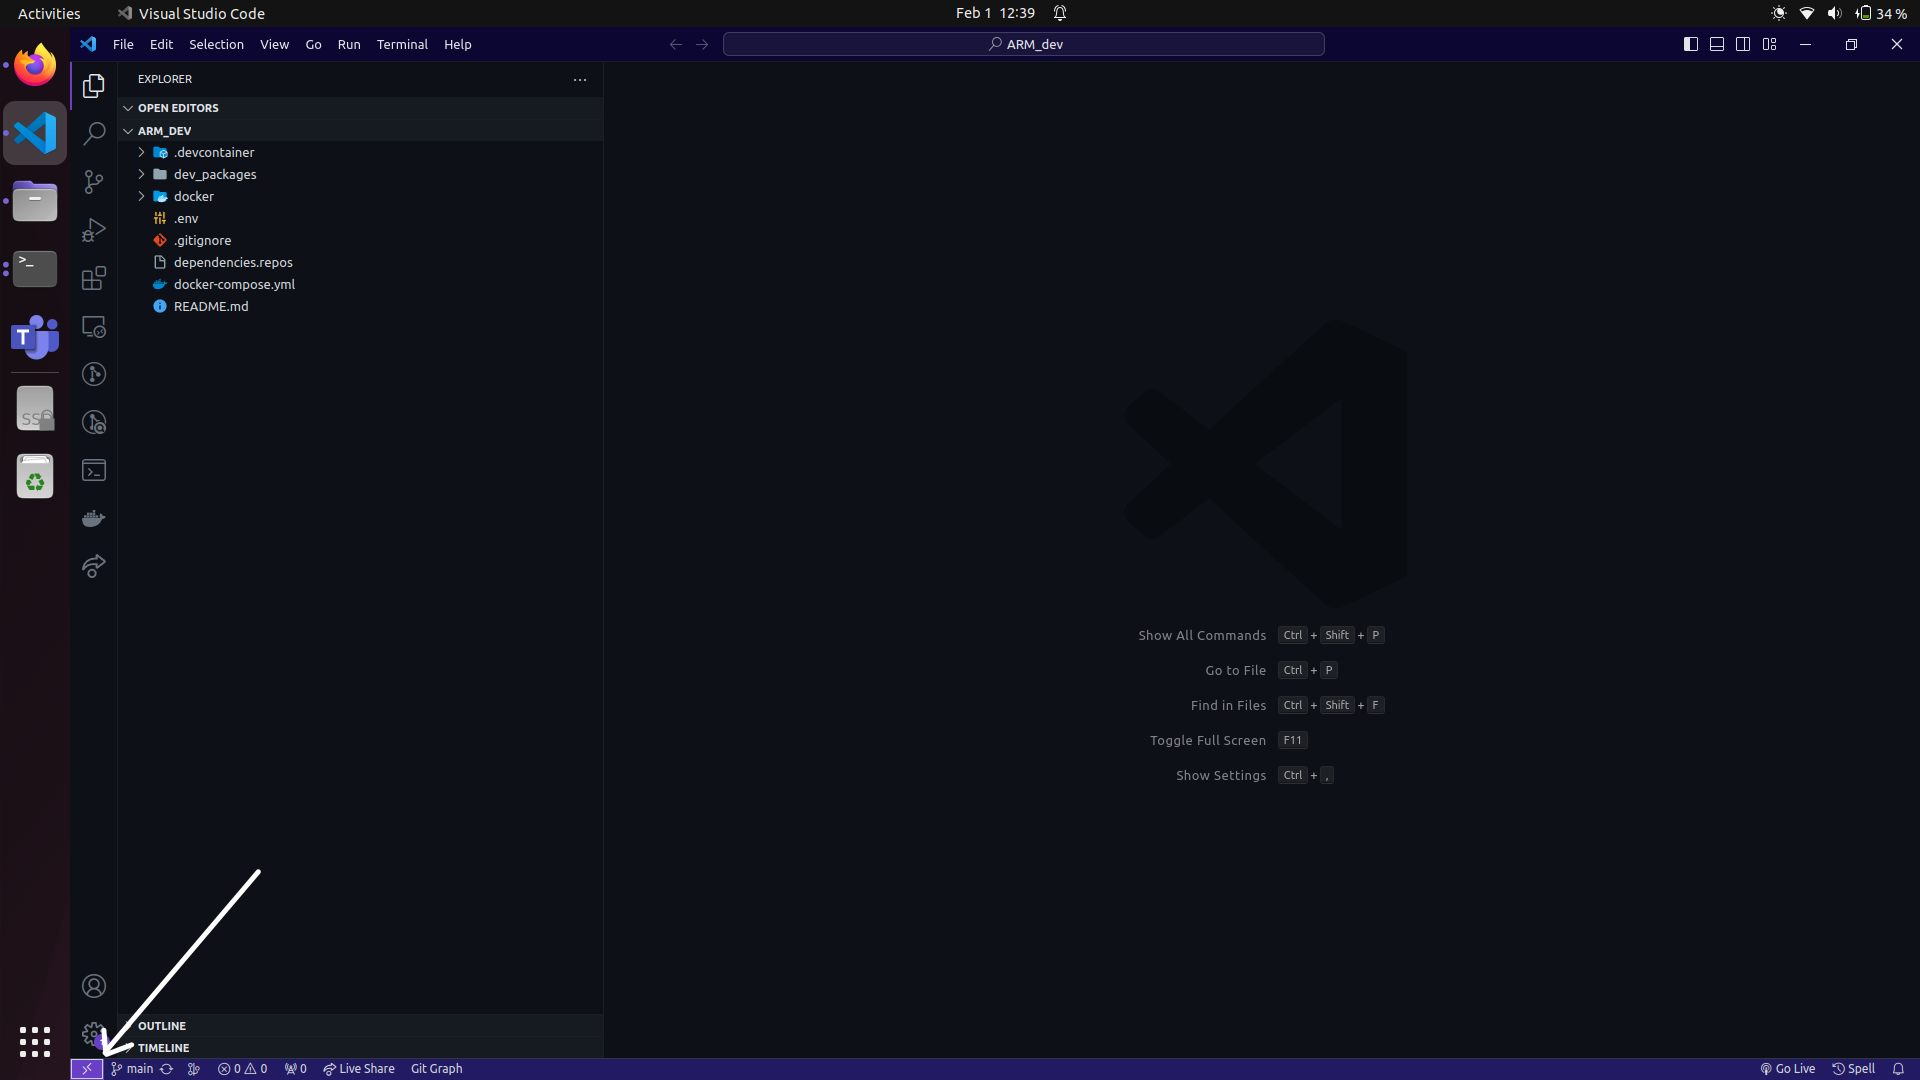 Activities Visual Studio Code Feb 1 12:39 34 %
File Edit Selection View Go Run Terminal Help ARM_dev
EXPLORER
OPEN EDITORS
ARM_DEV
.devcontainer
dev_packages
docker
.env
.gitignore
dependencies.repos
docker-compose.yml
README.md
>_
T
SS
Show All Commands Ctrl + Shift + P
Go to File Ctrl + P
Find in Files Ctrl + Shift + F
Toggle Full Screen F11
Show Settings Ctrl + ,
OUTLINE
TIMELINE
main 0 0 0 Live Share Git Graph Go Live Spell